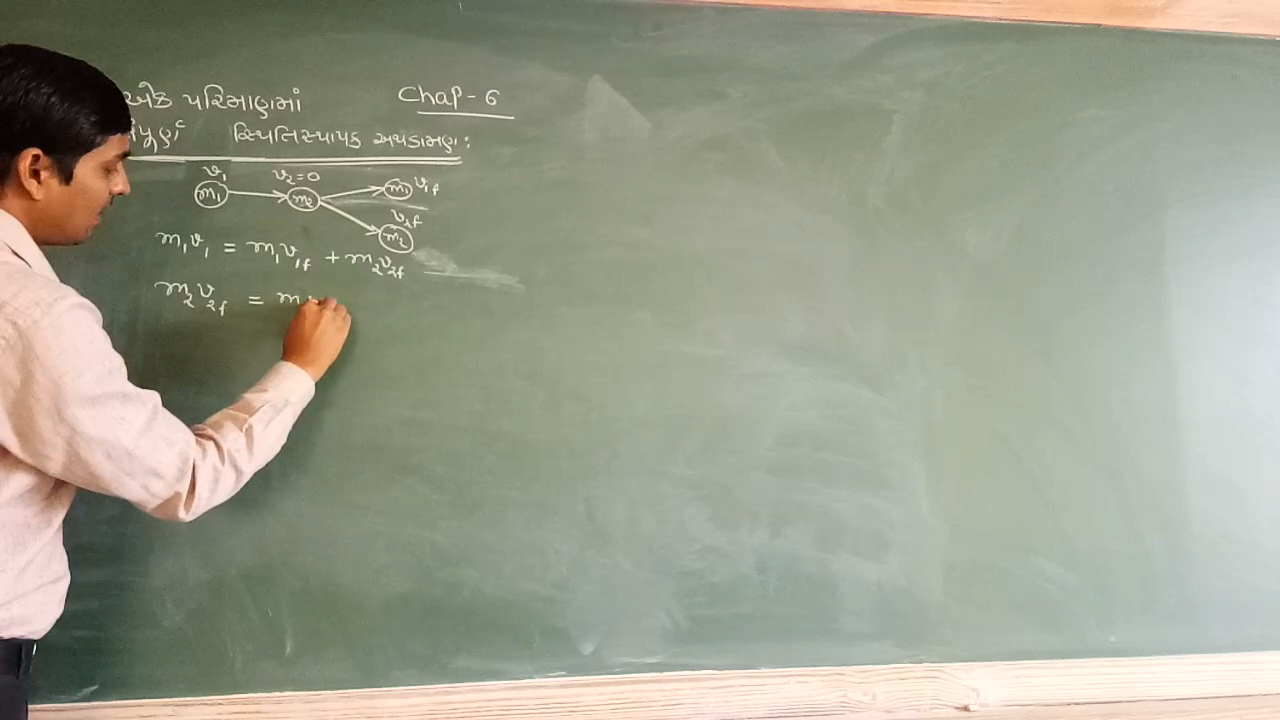 એક પરિમાણમાં Chap - 6
સ્થિતિસ્થાપક અથડામણ :
v₁ v₂=0
m₁ m₂ m₁ v₁f
v₂f
m₂
m₁v₁ = m₁v₁f + m₂v₂f
m₂v₂f = m